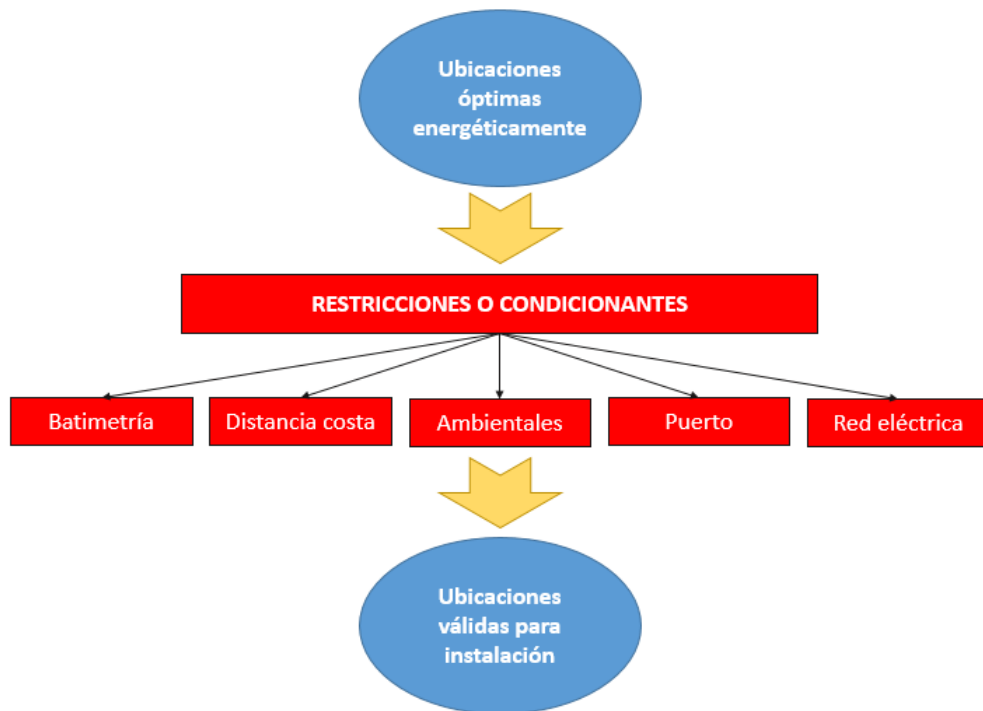 Ubicaciones
óptimas
energéticamente
RESTRICCIONES O CONDICIONANTES
Batimetría
Distancia costa
Ambientales
Puerto
Red eléctrica
Ubicaciones
válidas para
instalación